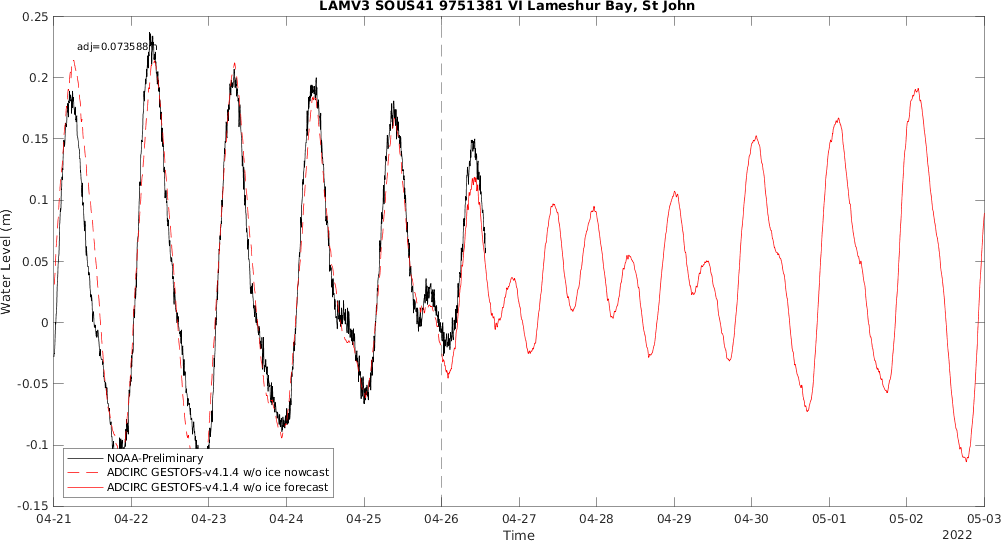 LAMV3 SOUS41 9751381 VI Lameshur Bay, St John
adj=0.073588m
Water Level (m)
0.25
0.2
0.15
0.1
0.05
0
-0.05
-0.1
-0.15
NOAA-Preliminary
ADCIRC GESTOFS-v4.1.4 w/o ice nowcast
ADCIRC GESTOFS-v4.1.4 w/o ice forecast
04-21 04-22 04-23 04-24 04-25 04-26 04-27 04-28 04-29 04-30 05-01 05-02 05-03
Time
2022